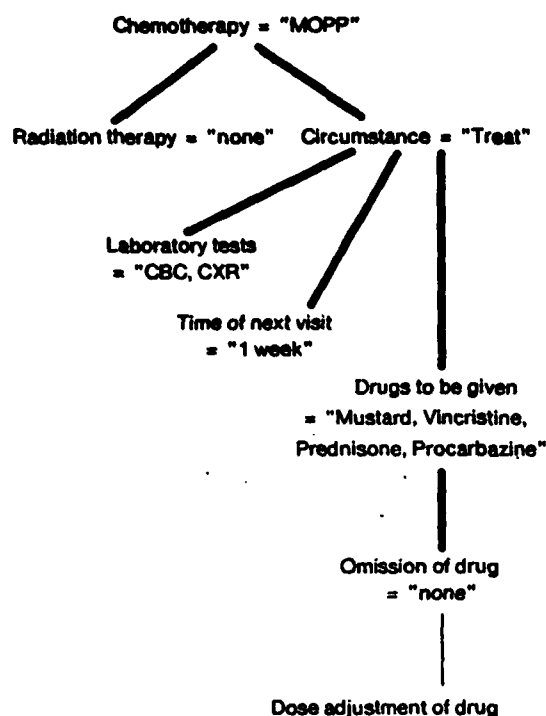 Chemotherapy = "MOPP"
Radiation therapy = "none"
Circumstance = "Treat"
Laboratory tests
= "CBC, CXR"
Time of next visit
= "1 week"
Drugs to be given
= "Mustard, Vincristine,
Prednisone, Procarbazine"
Omission of drug
= "none"
Dose adjustment of drug